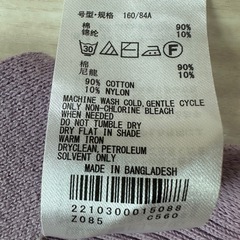 号型·规格 160/84A
棉 90%
锦纶 10%
30 F
棉 90%
尼龍 10%
90% COTTON
10% NYLON
MACHINE WASH COLD, GENTLE CYCLE
ONLY NON-CHLORINE BLEACH
WHEN NEEDED
DO NOT TUMBLE DRY
DRY FLAT IN SHADE
WARM IRON
DRYCLEAN, PETROLEUM
SOLVENT ONLY
MADE IN BANGLADESH
2210300015088
Z085 C560